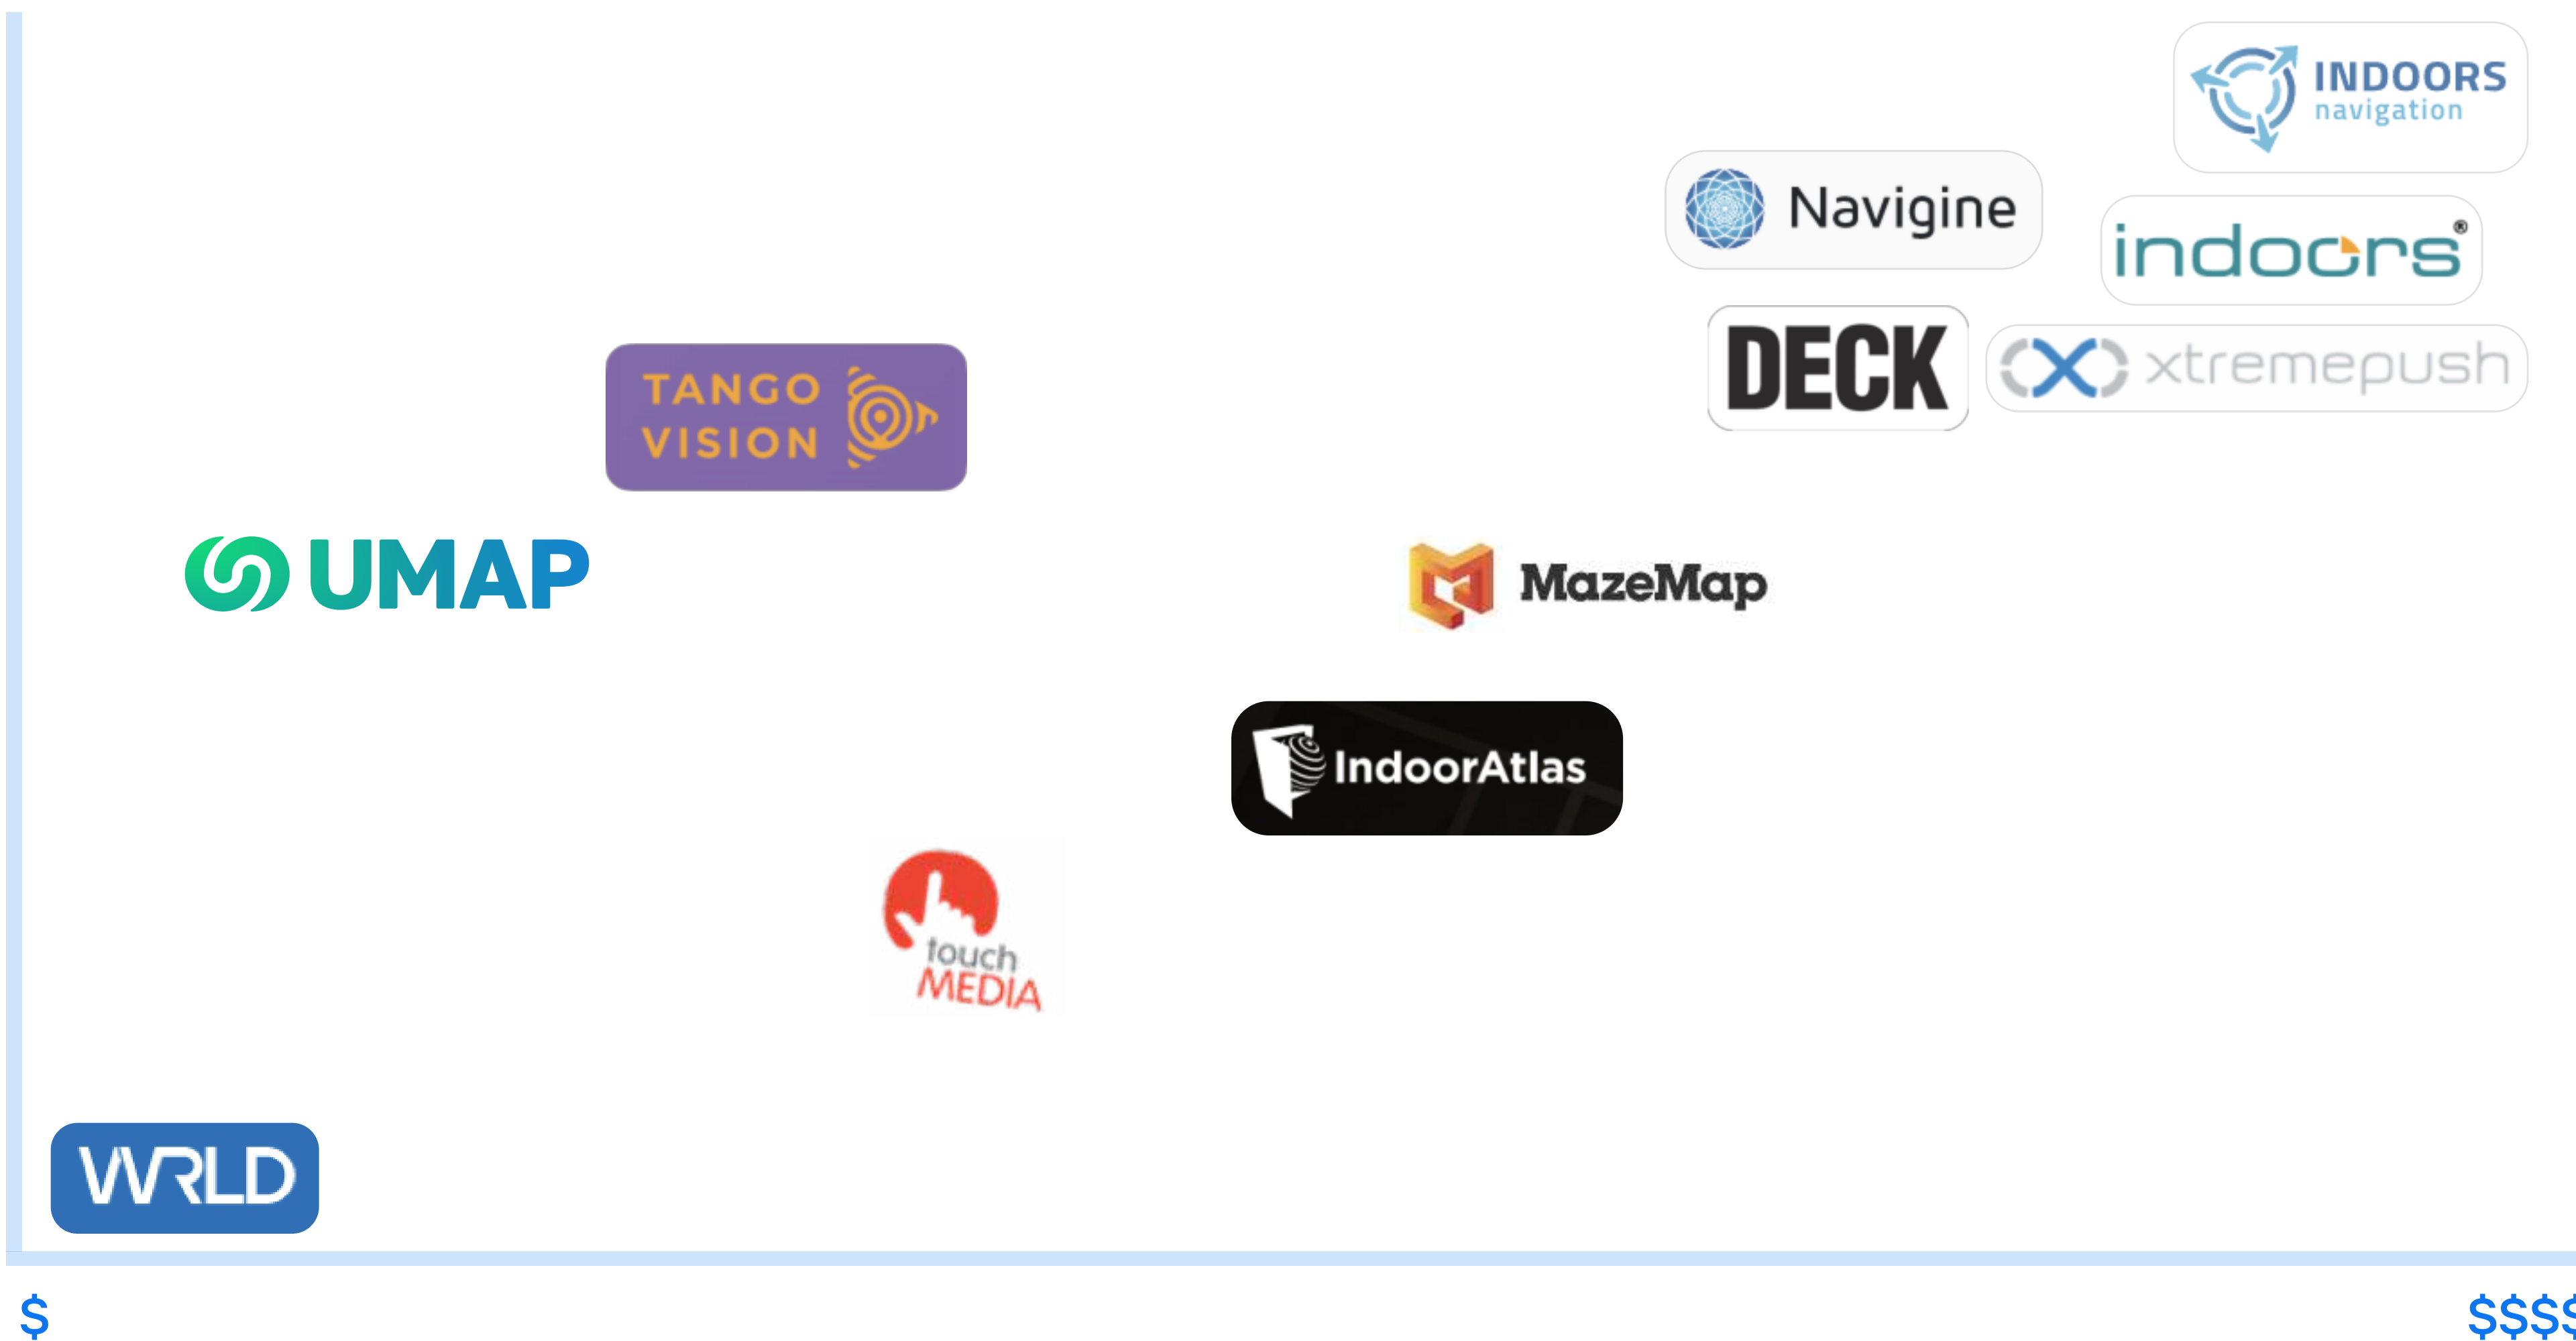 INDOORS
navigation
Navigine
indoors®
DECK
xtremepush
TANGO
VISION
UMAP
MazeMap
IndoorAtlas
touch
MEDIA
WRLD
$
$$$$